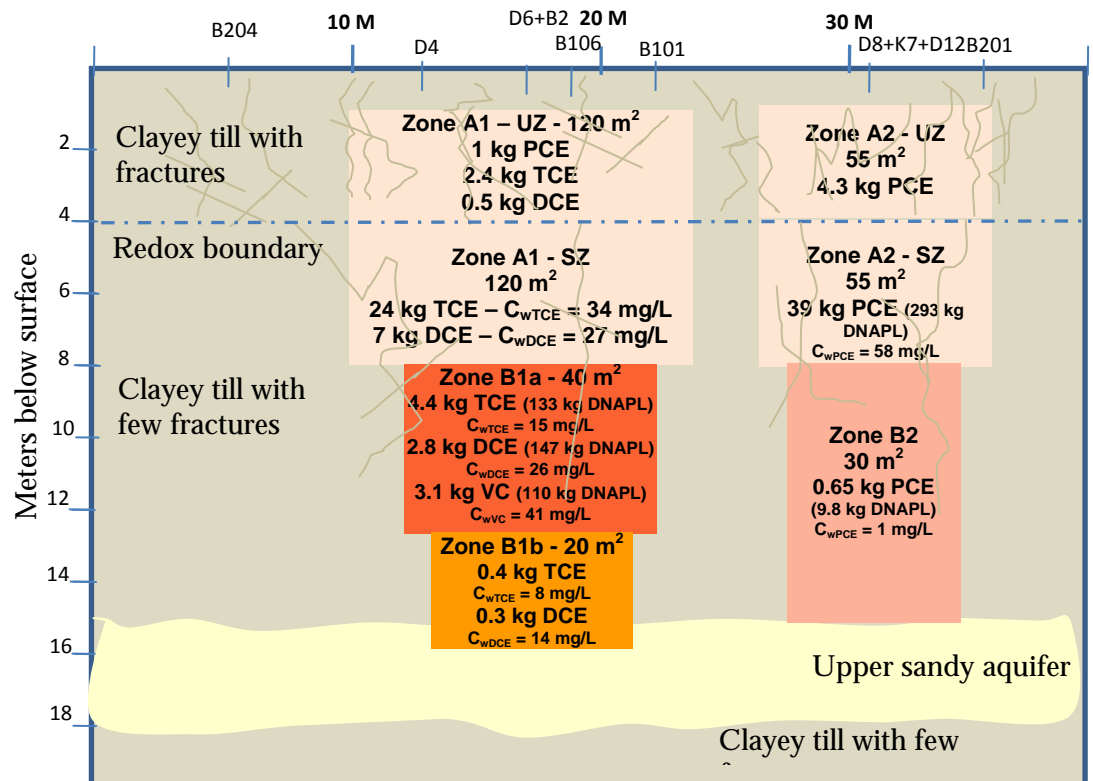 D6+B2 20 M
10 M
30 M
B204
D4
B106
B101
D8+K7+D12 B201
Meters below surface
2
4
6
8
10
12
14
16
18
Clayey till with
fractures
Redox boundary
Clayey till with
few fractures
Zone A1 – UZ - 120 m²
1 kg PCE
2.4 kg TCE
0.5 kg DCE
Zone A1 - SZ
120 m²
24 kg TCE – CwTCE = 34 mg/L
7 kg DCE – CwDCE = 27 mg/L
Zone B1a - 40 m²
4.4 kg TCE (133 kg DNAPL)
CwTCE = 15 mg/L
2.8 kg DCE (147 kg DNAPL)
CwDCE = 26 mg/L
3.1 kg VC (110 kg DNAPL)
CwVC = 41 mg/L
Zone B1b - 20 m²
0.4 kg TCE
CwTCE = 8 mg/L
0.3 kg DCE
CwDCE = 14 mg/L
Zone A2 - UZ
55 m²
4.3 kg PCE
Zone A2 - SZ
55 m²
39 kg PCE (293 kg
DNAPL)
CwPCE = 58 mg/L
Zone B2
30 m²
0.65 kg PCE
(9.8 kg DNAPL)
CwPCE = 1 mg/L
Upper sandy aquifer
Clayey till with few